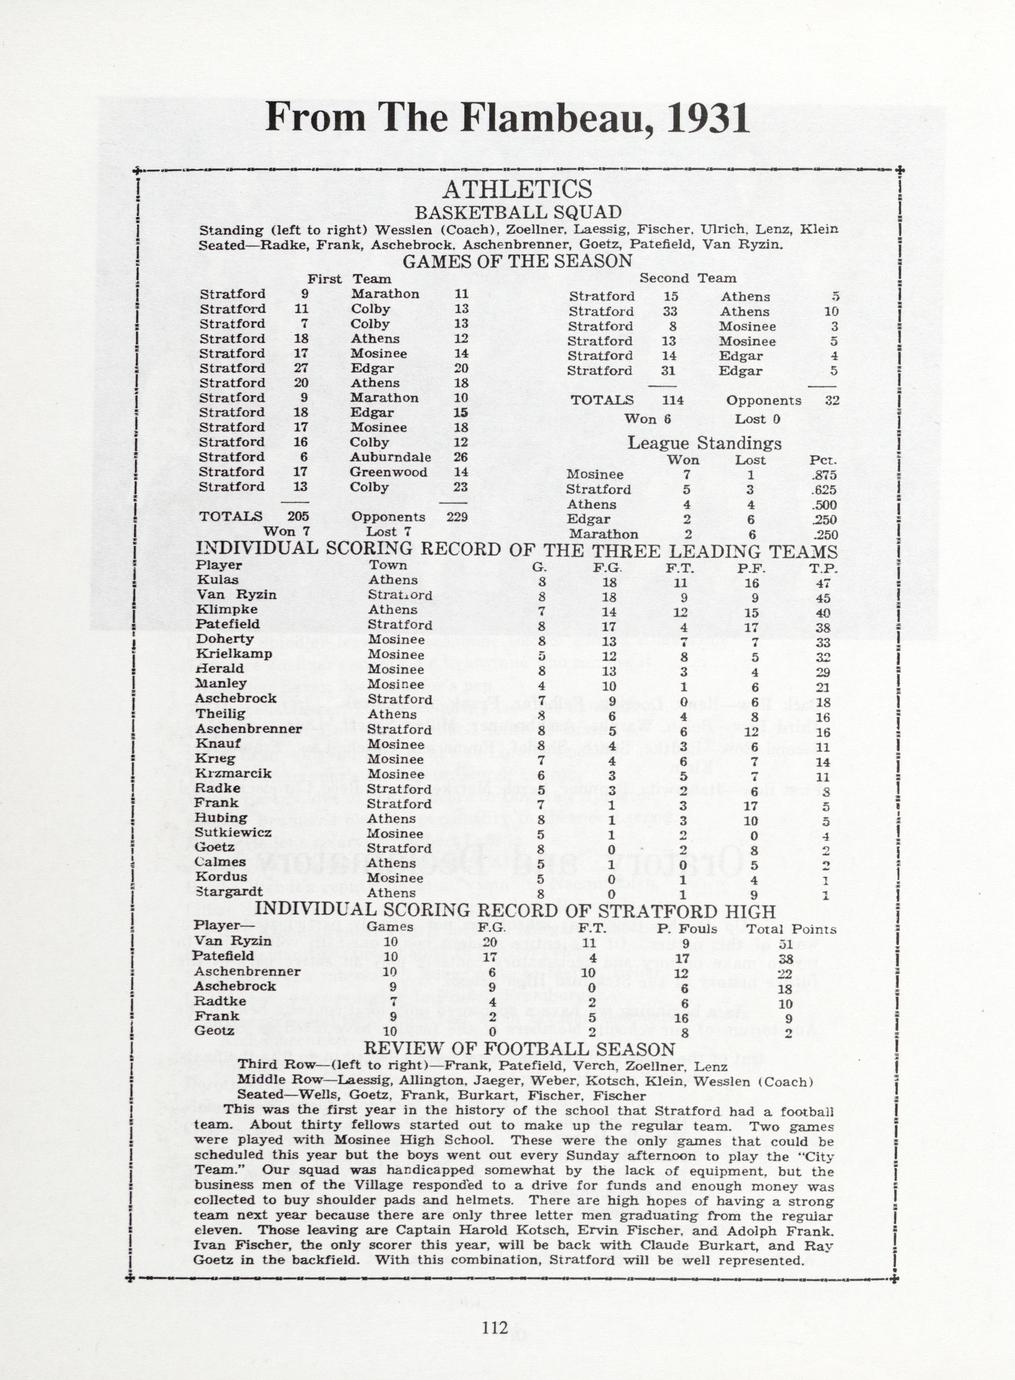 From The Flambeau, 1931
ATHLETICS
BASKETBALL SQUAD
Standing (left to right) Wesslen (Coach), Zoellner, Laessig, Fischer, Ulrich, Lenz, Klein
Seated—Radke, Frank, Aschebrock, Aschenbrenner, Goetz, Patefield, Van Ryzin.
GAMES OF THE SEASON
First Team
Stratford 9 Marathon 11
Stratford 11 Colby 13
Stratford 7 Colby 13
Stratford 18 Athens 12
Stratford 17 Mosinee 14
Stratford 27 Edgar 20
Stratford 20 Athens 18
Stratford 9 Marathon 10
Stratford 18 Edgar 15
Stratford 17 Mosinee 18
Stratford 16 Colby 12
Stratford 6 Auburndale 26
Stratford 17 Greenwood 14
Stratford 13 Colby 23
TOTALS 205 Opponents 229
Won 7 Lost 7
Second Team
Stratford 15 Athens 5
Stratford 33 Athens 10
Stratford 8 Mosinee 3
Stratford 13 Mosinee 5
Stratford 14 Edgar 4
Stratford 31 Edgar 5
TOTALS 114 Opponents 32
Won 6 Lost 0
League Standings
Won Lost Pct.
Mosinee 7 1 .875
Stratford 5 3 .625
Athens 4 4 .500
Edgar 2 6 .250
Marathon 2 6 .250
INDIVIDUAL SCORING RECORD OF THE THREE LEADING TEAMS
Player Town G. F.G. F.T. P.F. T.P.
Kulas Athens 8 18 11 16 47
Van Ryzin Stratford 8 18 9 9 45
Klimpke Athens 7 14 12 15 40
Patefield Stratford 8 17 4 17 38
Doherty Mosinee 8 13 7 7 33
Krielkamp Mosinee 5 12 8 5 32
Herald Mosinee 8 13 3 4 29
Manley Mosinee 4 10 1 6 21
Aschebrock Stratford 7 9 0 6 18
Theilig Athens 8 6 4 8 16
Aschenbrenner Stratford 8 5 6 12 16
Knauf Mosinee 8 4 3 6 11
Krieg Mosinee 7 4 6 7 14
Krzmarcik Mosinee 6 3 5 7 11
Radke Stratford 5 3 2 6 8
Frank Stratford 7 1 3 17 5
Hubing Athens 8 1 3 10 5
Sutkiewicz Mosinee 5 1 2 0 4
Goetz Stratford 8 0 2 8 2
Calmes Athens 5 1 0 5 2
Kordus Mosinee 5 0 1 4 1
Stargardt Athens 8 0 1 9 1
INDIVIDUAL SCORING RECORD OF STRATFORD HIGH
Player— Games F.G. F.T. P. Fouls Total Points
Van Ryzin 10 20 11 9 51
Patefield 10 17 4 17 38
Aschenbrenner 10 6 10 12 22
Aschebrock 9 9 0 6 18
Radtke 7 4 2 6 10
Frank 9 2 5 16 9
Geotz 10 0 2 8 2
REVIEW OF FOOTBALL SEASON
Third Row—(left to right)—Frank, Patefield, Verch, Zoellner, Lenz
Middle Row—Laessig, Allington, Jaeger, Weber, Kotsch, Klein, Wesslen (Coach)
Seated—Wells, Goetz, Frank, Burkart, Fischer, Fischer
This was the first year in the history of the school that Stratford had a football
team. About thirty fellows started out to make up the regular team. Two games
were played with Mosinee High School. These were the only games that could be
scheduled this year but the boys went out every Sunday afternoon to play the "City
Team." Our squad was handicapped somewhat by the lack of equipment, but the
business men of the Village responded to a drive for funds and enough money was
collected to buy shoulder pads and helmets. There are high hopes of having a strong
team next year because there are only three letter men graduating from the regular
eleven. Those leaving are Captain Harold Kotsch, Ervin Fischer, and Adolph Frank.
Ivan Fischer, the only scorer this year, will be back with Claude Burkart, and Ray
Goetz in the backfield. With this combination, Stratford will be well represented.
112